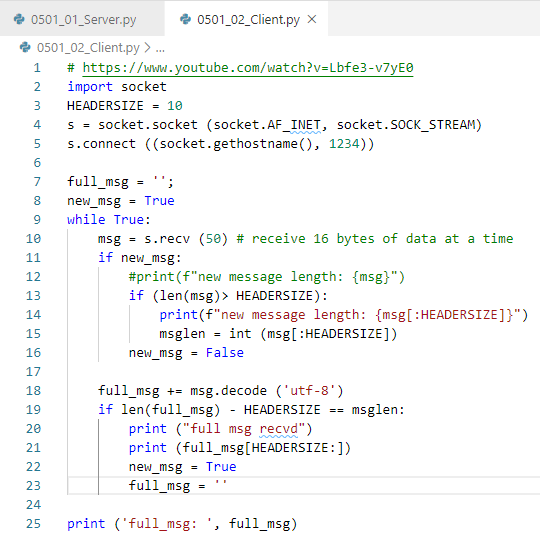 0501_01_Server.py 0501_02_Client.py ×
0501_02_Client.py > ...
1 # https://www.youtube.com/watch?v=Lbfe3-v7yE0
2 import socket
3 HEADERSIZE = 10
4 s = socket.socket (socket.AF_INET, socket.SOCK_STREAM)
5 s.connect ((socket.gethostname(), 1234))
6
7 full_msg = '';
8 new_msg = True
9 while True:
10     msg = s.recv (50) # receive 16 bytes of data at a time
11     if new_msg:
12         #print(f"new message length: {msg}")
13         if (len(msg)> HEADERSIZE):
14             print(f"new message length: {msg[:HEADERSIZE]}")
15             msglen = int (msg[:HEADERSIZE])
16         new_msg = False
17
18     full_msg += msg.decode ('utf-8')
19     if len(full_msg) - HEADERSIZE == msglen:
20         print ("full msg recvd")
21         print (full_msg[HEADERSIZE:])
22         new_msg = True
23         full_msg = ''
24
25 print ('full_msg: ', full_msg)